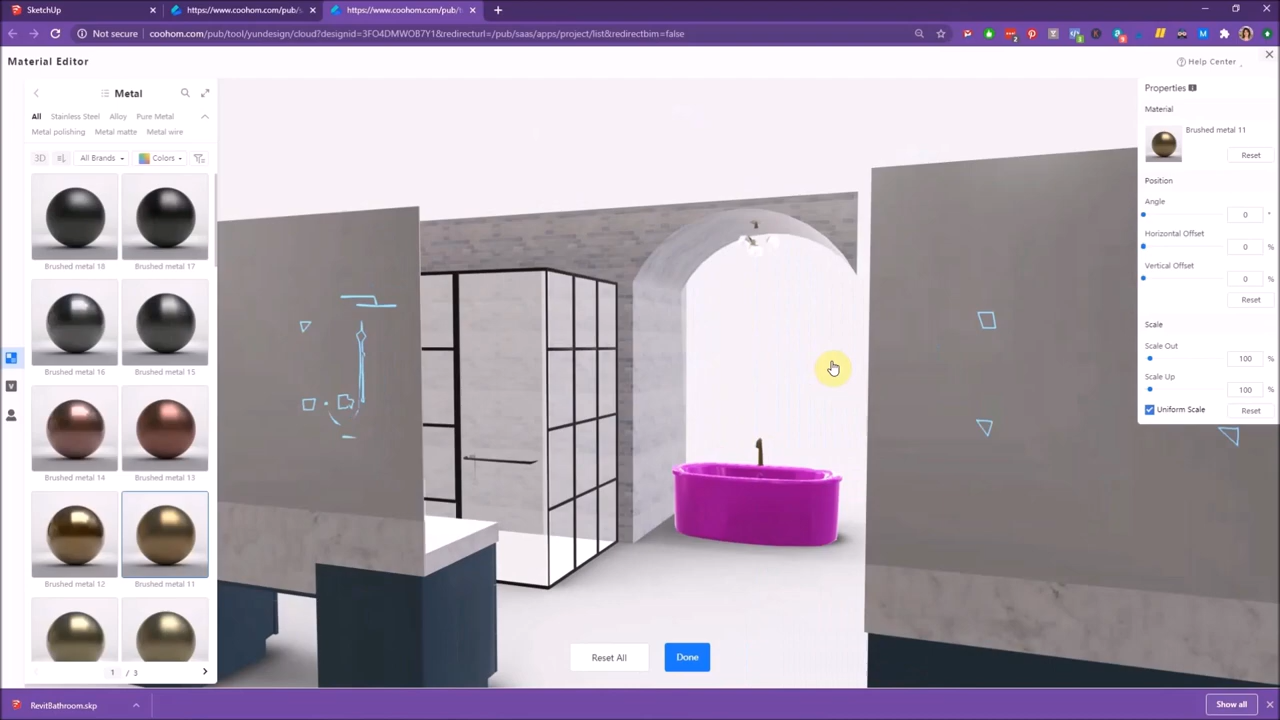 SketchUp
https://www.coohom.com/pub/s
https://www.coohom.com/pub/t
Not secure
coohom.com/pub/tool/yundesign/cloud?designid=3FO4DMWOB7Y1&redirecturl=/pub/saas/apps/project/list&redirectbim=false
Material Editor
Help Center
Metal
All Stainless Steel Alloy Pure Metal
Metal polishing Metal matte Metal wire
3D All Brands Colors
Brushed metal 18 Brushed metal 17
Brushed metal 16 Brushed metal 15
Brushed metal 14 Brushed metal 13
Brushed metal 12 Brushed metal 11
1 / 3
Properties
Material
Brushed metal 11
Reset
Position
Angle
0 °
Horizontal Offset
0 %
Vertical Offset
0 %
Reset
Scale
Scale Out
100 %
Scale Up
100 %
Uniform Scale Reset
Reset All Done
RevitBathroom.skp
Show all